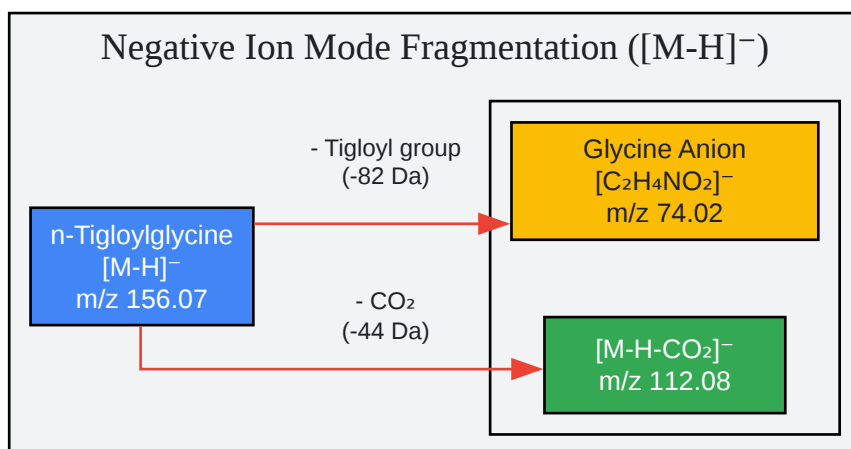 Negative Ion Mode Fragmentation ([M-H]⁻)
- Tigloyl group
(-82 Da)
Glycine Anion
[C₂H₄NO₂]⁻
m/z 74.02
n-Tigloylglycine
[M-H]⁻
m/z 156.07
- CO₂
(-44 Da)
[M-H-CO₂]⁻
m/z 112.08